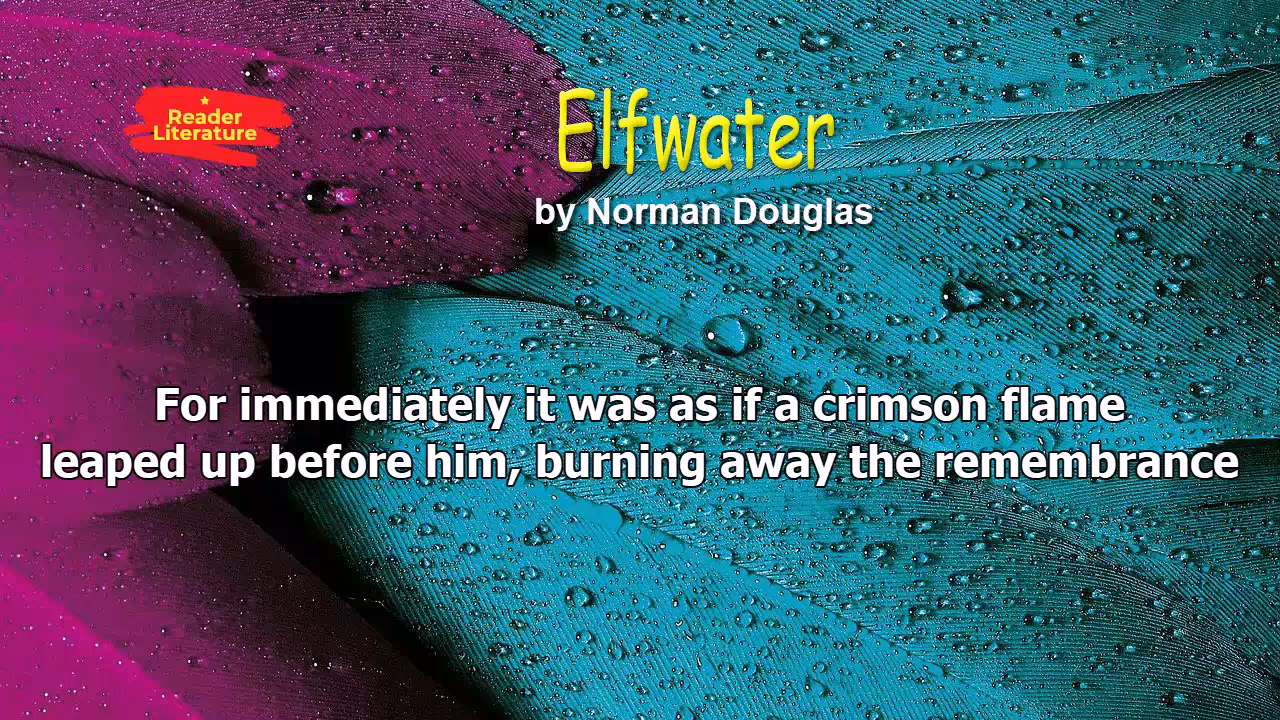 Reader
Literature
Elfwater
by Norman Douglas
For immediately it was as if a crimson flame
leaped up before him, burning away the remembrance